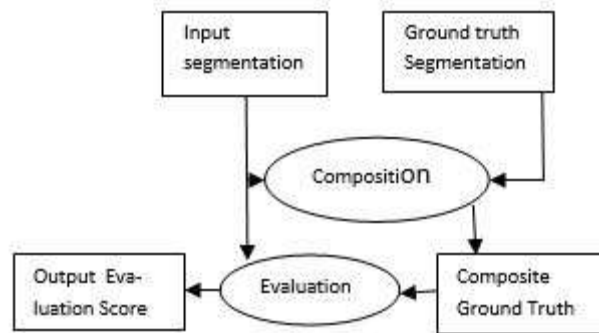 Input
segmentation
Ground truth
Segmentation
Composition
Output Eva-
luation Score
Evaluation
Composite
Ground Truth